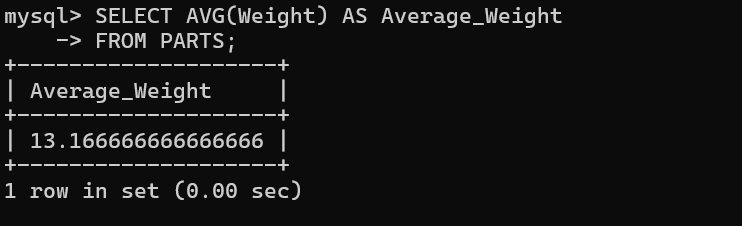 mysql> SELECT AVG(Weight) AS Average_Weight
    -> FROM PARTS;
+--------------------+
| Average_Weight     |
+--------------------+
| 13.166666666666666 |
+--------------------+
1 row in set (0.00 sec)